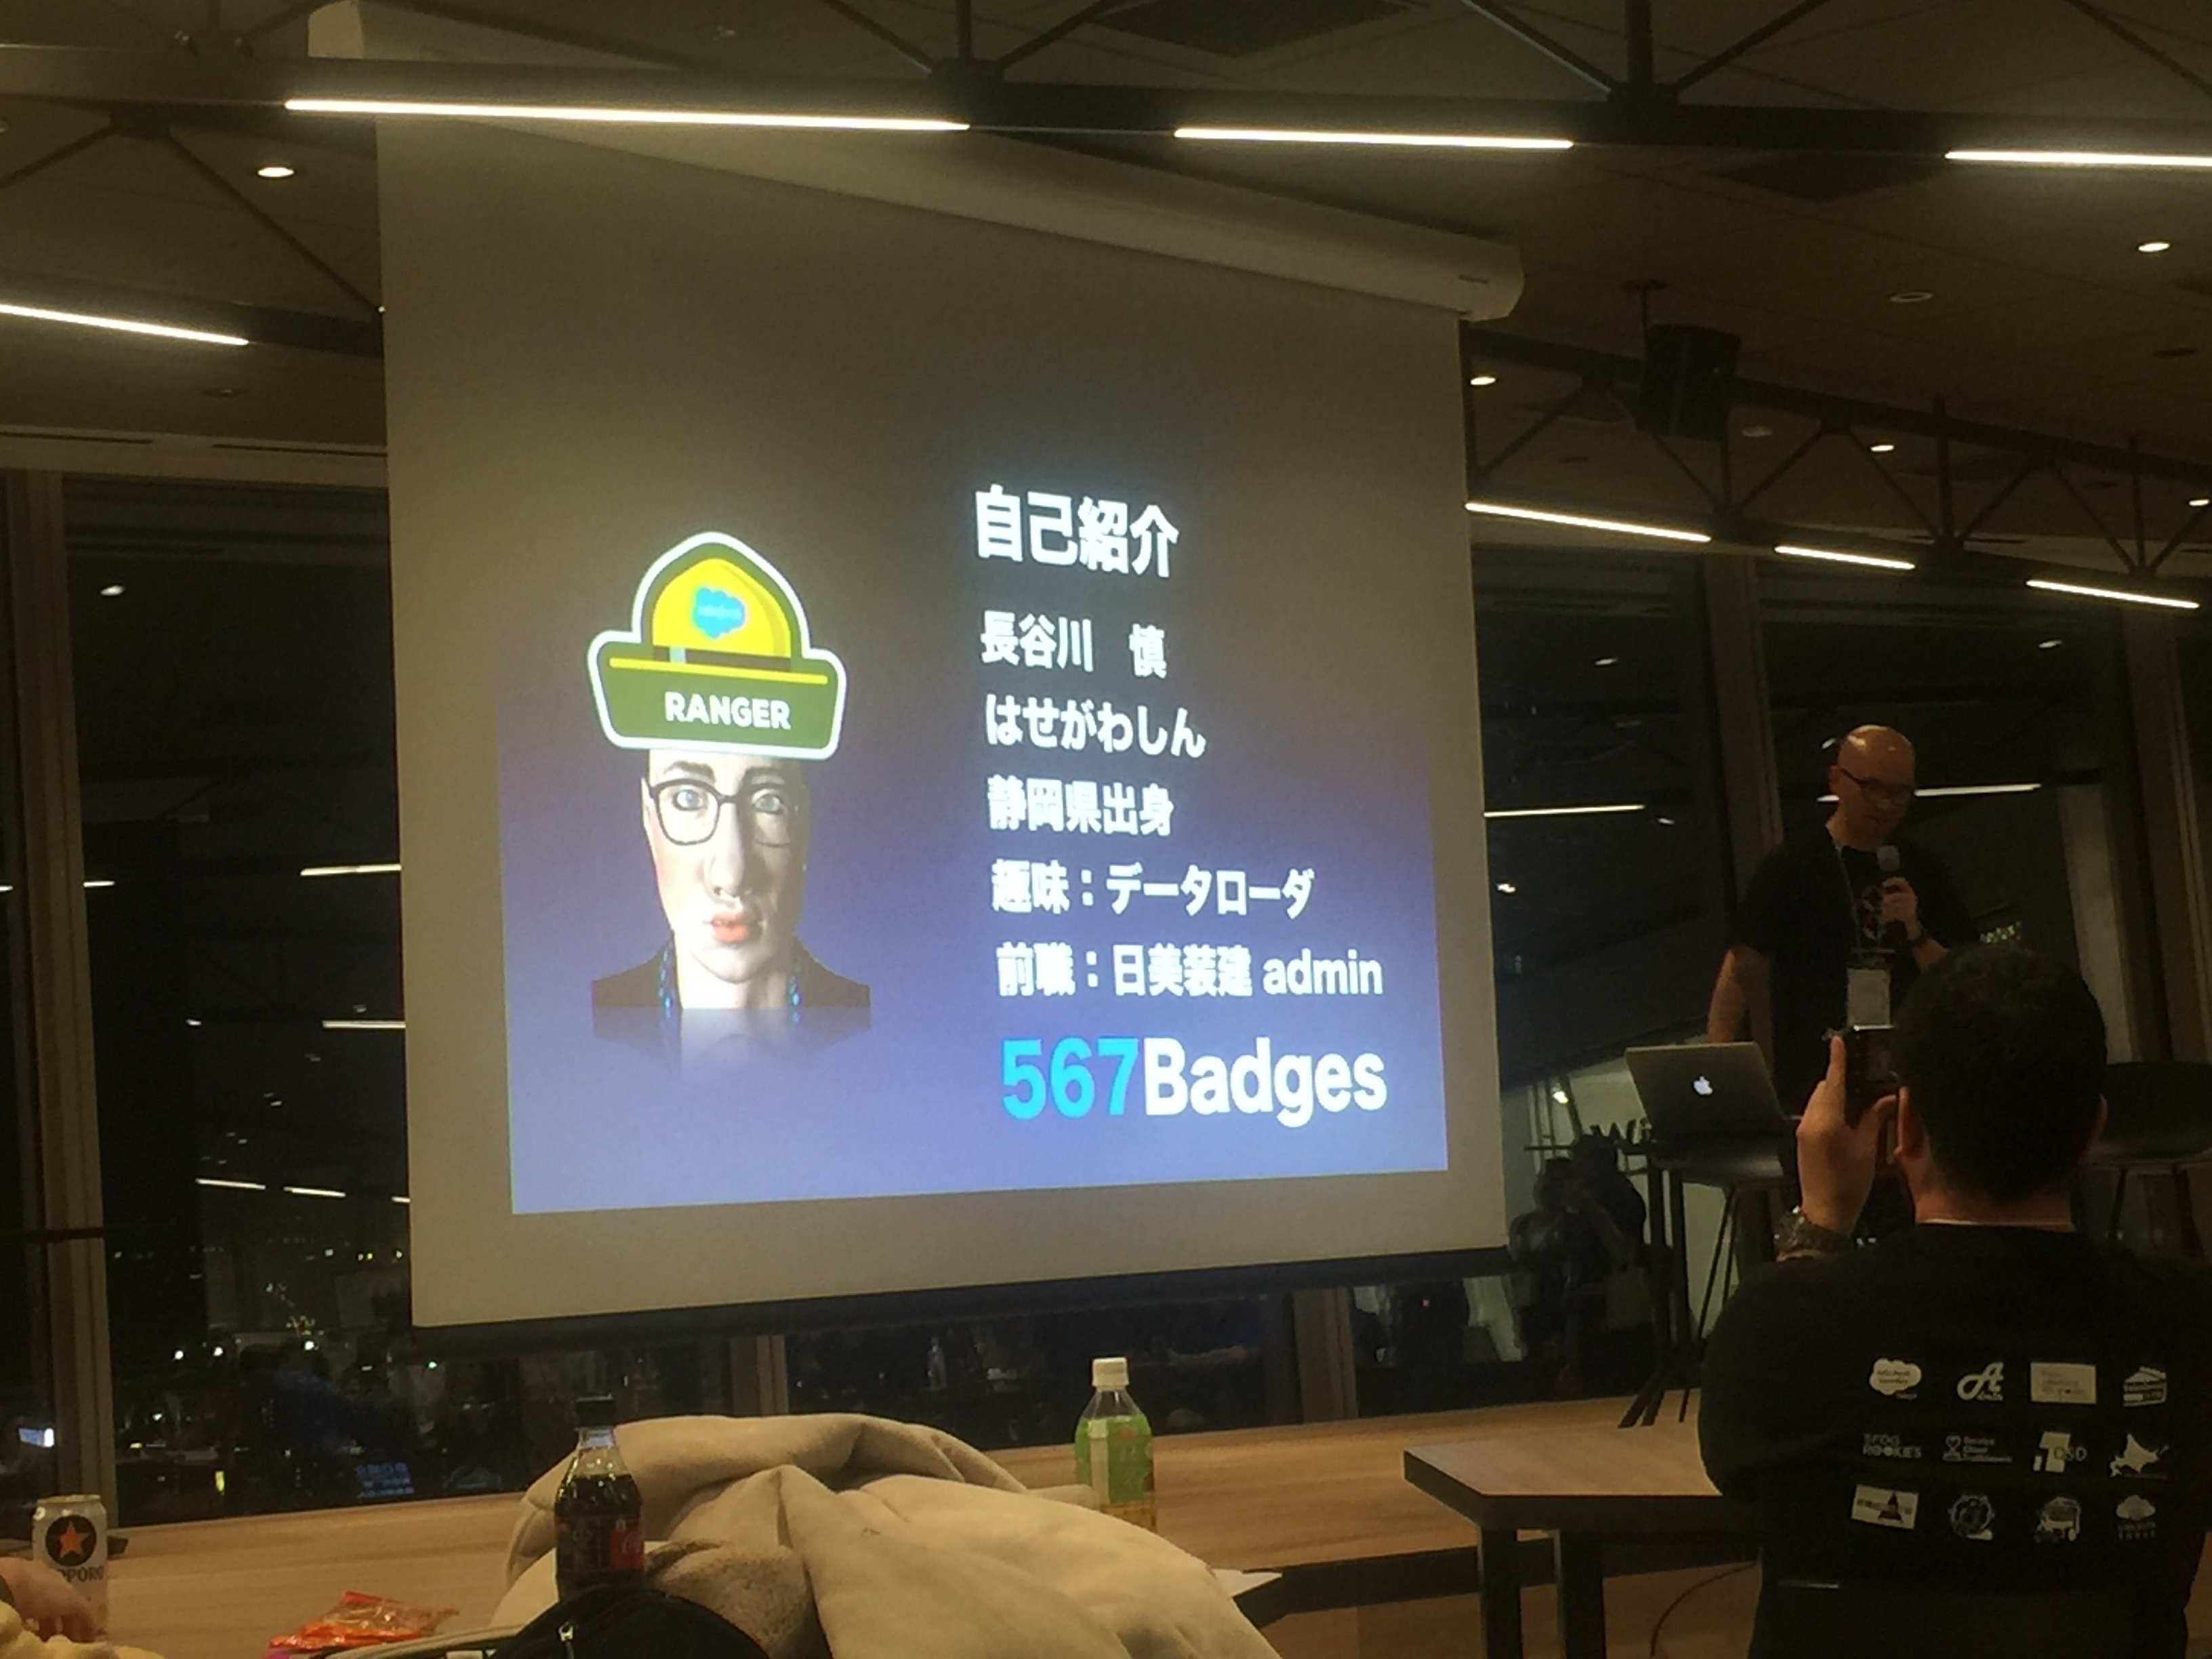 自己紹介
長谷川 慎
はせがわしん
静岡県出身
趣味:データローダ
前職:日美装建 admin
567Badges
RANGER